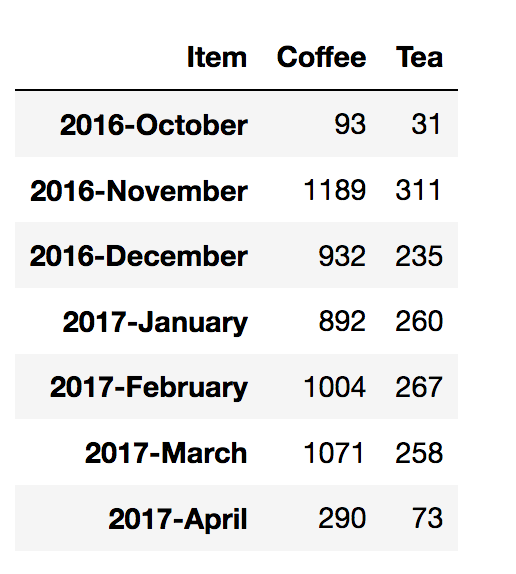 Item Coffee Tea
2016-October 93 31
2016-November 1189 311
2016-December 932 235
2017-January 892 260
2017-February 1004 267
2017-March 1071 258
2017-April 290 73